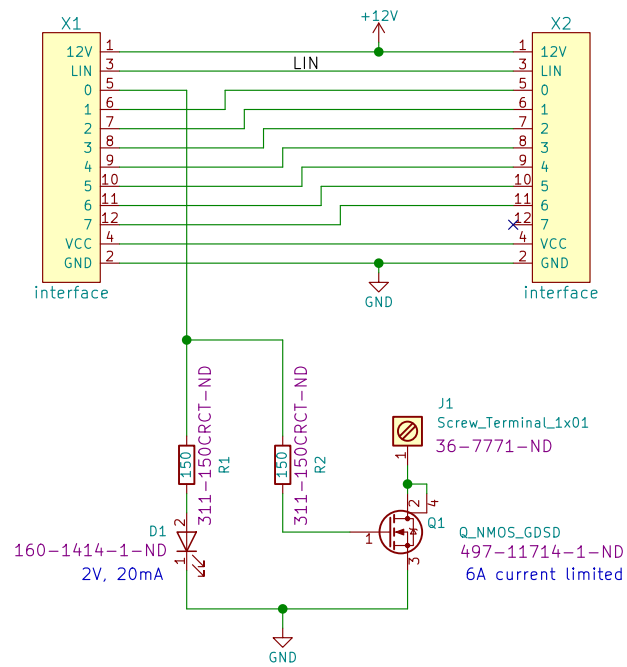 +12V
X1
X2
12V 1
1 12V
LIN 3
LIN
3 LIN
0 5
5 0
1 6
6 1
2 7
7 2
3 8
8 3
4 9
9 4
5 10
10 5
6 11
11 6
7 12
12 7
VCC 4
4 VCC
GND 2
2 GND
interface
GND
interface
150
311-150CRCT-ND
R1
150
311-150CRCT-ND
R2
J1
Screw_Terminal_1x01
36-7771-ND
1
2
4
Q1
1
3
Q_NMOS_GDSD
497-11714-1-ND
6A current limited
D1
2
1
160-1414-1-ND
2V, 20mA
GND